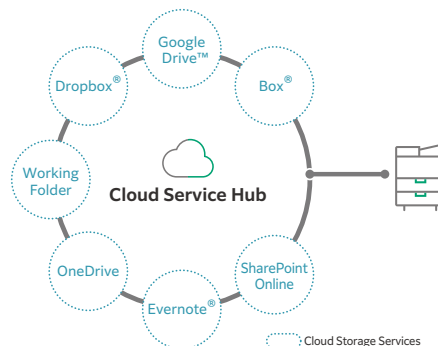 Google
Drive™
Dropbox®
Box®
Working
Folder
Cloud Service Hub
OneDrive
SharePoint
Online
Evernote®
Cloud Storage Services